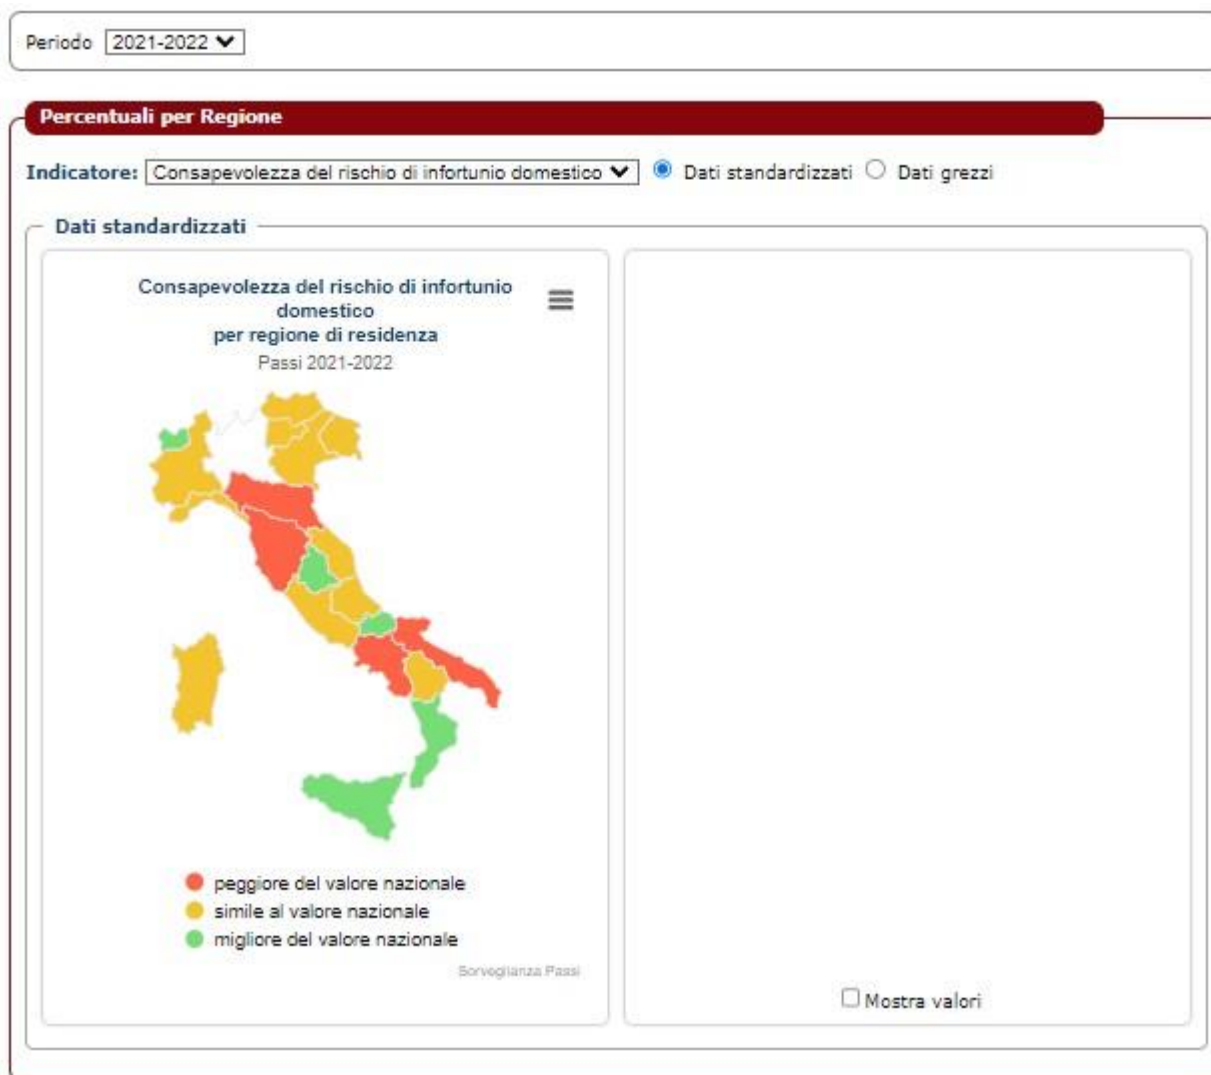 Periodo 2021-2022
Percentuali per Regione
Indicatore: Consapevolezza del rischio di infortunio domestico Dati standardizzati Dati grezzi
Dati standardizzati
Consapevolezza del rischio di infortunio
domestico
per regione di residenza
Passi 2021-2022
peggiore del valore nazionale
simile al valore nazionale
migliore del valore nazionale
Sorveglianza Passi
Mostra valori